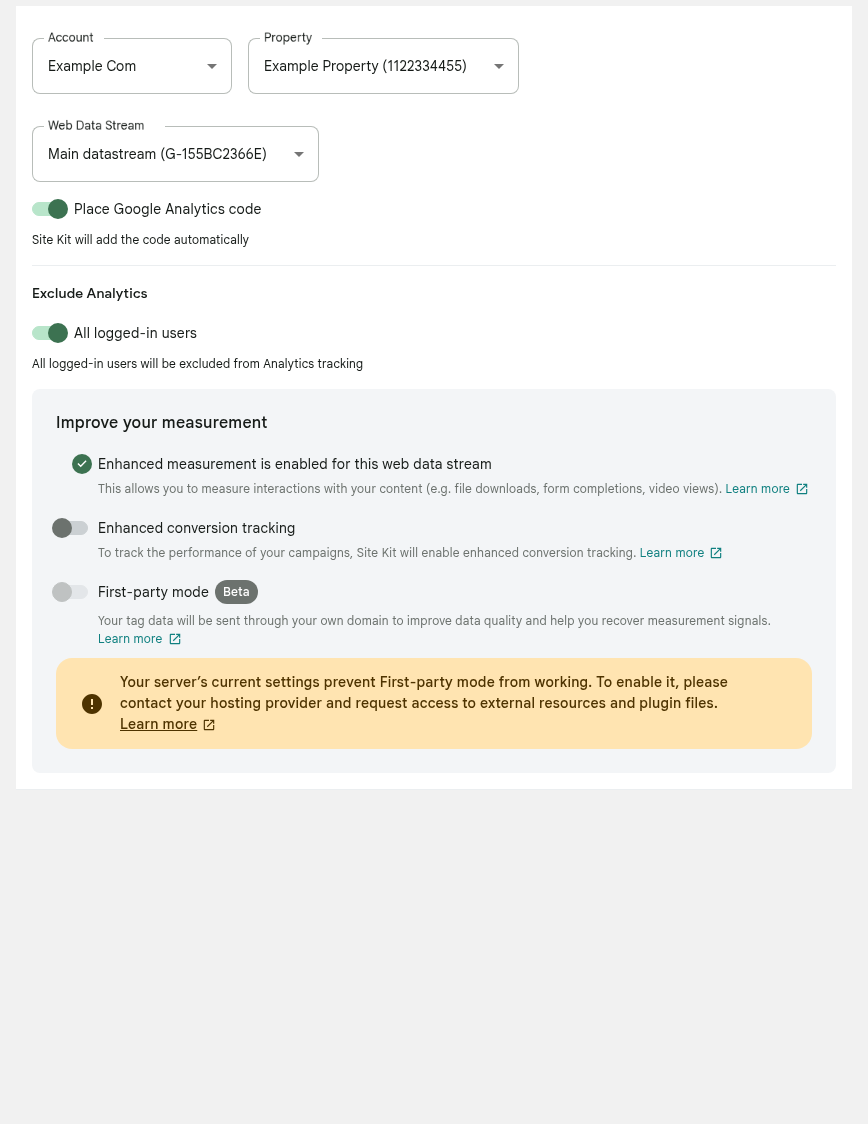 Account
Property
Example Com
Example Property (1122334455)
Web Data Stream
Main datastream (G-155BC2366E)
Place Google Analytics code
Site Kit will add the code automatically
Exclude Analytics
All logged-in users
All logged-in users will be excluded from Analytics tracking
Improve your measurement
Enhanced measurement is enabled for this web data stream
This allows you to measure interactions with your content (e.g. file downloads, form completions, video views). Learn more
Enhanced conversion tracking
To track the performance of your campaigns, Site Kit will enable enhanced conversion tracking. Learn more
First-party mode Beta
Your tag data will be sent through your own domain to improve data quality and help you recover measurement signals.
Learn more
Your server’s current settings prevent First-party mode from working. To enable it, please
contact your hosting provider and request access to external resources and plugin files.
Learn more